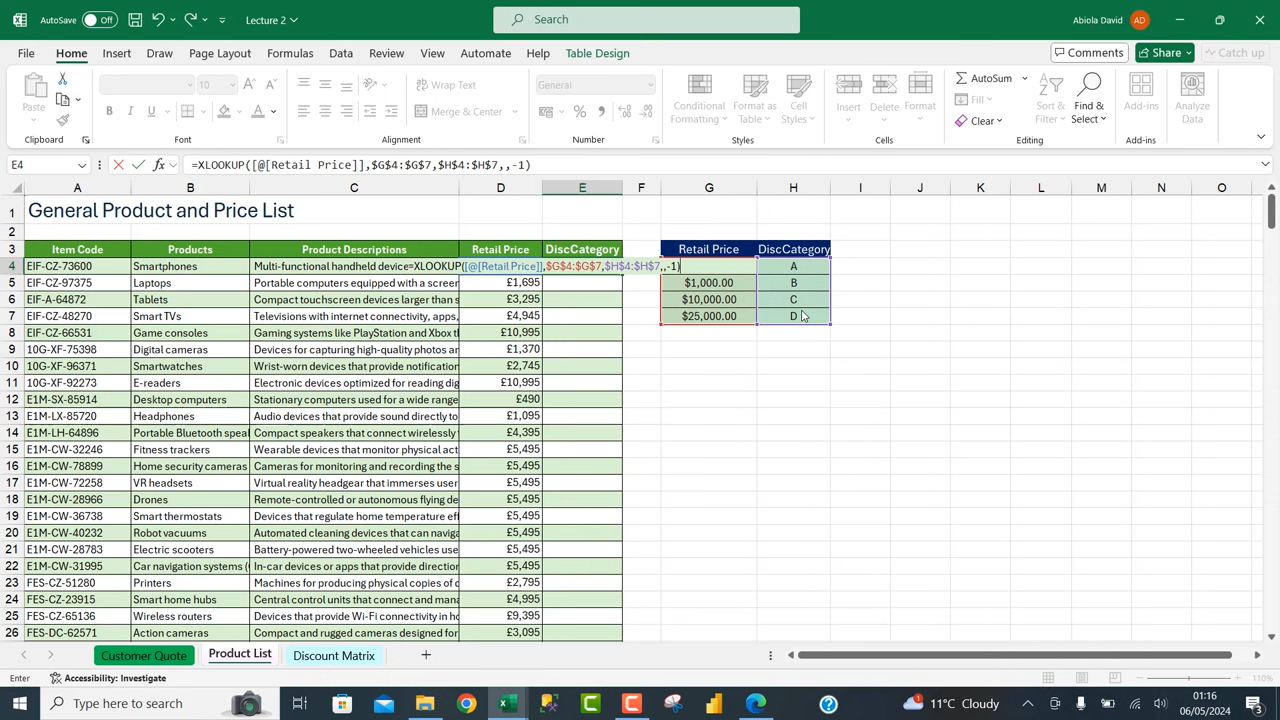 AutoSave Off Lecture 2 Search Abiola David AD
File Home Insert Draw Page Layout Formulas Data Review View Automate Help Table Design Comments Share Catch up
Paste 10 A A Wrap Text General Conditional Formatting Format as Table Cell Styles Insert Delete Format AutoSum Sort & Filter Find & Select Add-ins Analyze Data
B I U Merge & Center % Fill
Clear
Clipboard Font Alignment Number Styles Cells Editing Add-ins
E4 fx =XLOOKUP([@[Retail Price]],$G$4:$G$7,$H$4:$H$7,,-1)
A B C D E F G H I J K L M N O
1 General Product and Price List
2
3 Item Code Products Product Descriptions Retail Price DiscCategory Retail Price DiscCategory
4 EIF-CZ-73600 Smartphones Multi-functional handheld device=XLOOKUP([@[Retail Price]],$G$4:$G$7,$H$4:$H$7,,-1) A
5 EIF-CZ-97375 Laptops Portable computers equipped with a screen £1,695 $1,000.00 B
6 EIF-A-64872 Tablets Compact touchscreen devices larger than s £3,295 $10,000.00 C
7 EIF-CZ-48270 Smart TVs Televisions with internet connectivity, apps, £4,945 $25,000.00 D
8 EIF-CZ-66531 Game consoles Gaming systems like PlayStation and Xbox th £10,995
9 10G-XF-75398 Digital cameras Devices for capturing high-quality photos an £1,370
10 10G-XF-96371 Smartwatches Wrist-worn devices that provide notification £2,745
11 10G-XF-92273 E-readers Electronic devices optimized for reading dig £10,995
12 E1M-SX-85914 Desktop computers Stationary computers used for a wide range £490
13 E1M-LX-85720 Headphones Audio devices that provide sound directly to £1,095
14 E1M-LH-64896 Portable Bluetooth speal Compact speakers that connect wirelessly £4,395
15 E1M-CW-32246 Fitness trackers Wearable devices that monitor physical act £5,495
16 E1M-CW-78899 Home security cameras Cameras for monitoring and recording the s £5,495
17 E1M-CW-72258 VR headsets Virtual reality headgear that immerses user £5,495
18 E1M-CW-28966 Drones Remote-controlled or autonomous flying de £5,495
19 E1M-CW-36738 Smart thermostats Devices that regulate home temperature eff £5,495
20 E1M-CW-40232 Robot vacuums Automated cleaning devices that can naviga £5,495
21 E1M-CW-28783 Electric scooters Battery-powered two-wheeled vehicles use £5,495
22 E1M-CW-31995 Car navigation systems ( In-car devices or apps that provide direction £5,495
23 FES-CZ-51280 Printers Machines for producing physical copies of d £2,795
24 FES-CZ-23915 Smart home hubs Central control units that connect and mana £4,995
25 FES-CZ-65136 Wireless routers Devices that provide Wi-Fi connectivity in ho £9,395
26 FES-DC-62571 Action cameras Compact and rugged cameras designed for £3,095
Customer Quote Product List Discount Matrix
Enter Accessibility: Investigate 110%
Type here to search 11°C Cloudy 01:16
06/05/2024